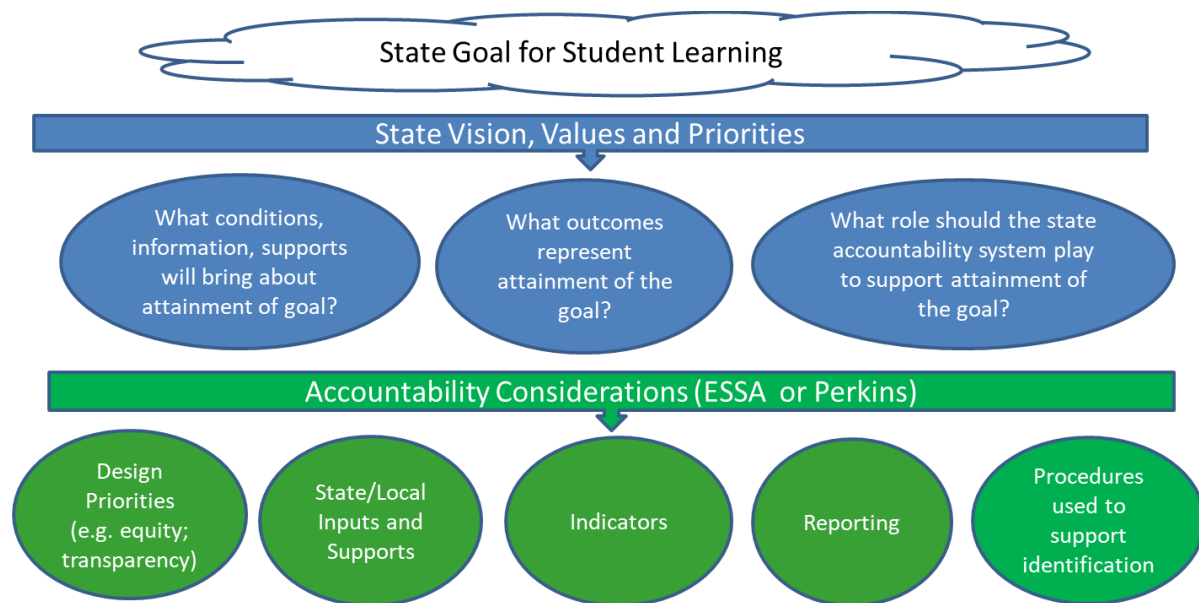 State Goal for Student Learning
State Vision, Values and Priorities
What conditions,
information, supports
will bring about
attainment of goal?
What outcomes
represent
attainment of the
goal?
What role should the state
accountability system play
to support attainment of
the goal?
Accountability Considerations (ESSA  or Perkins)
Design
Priorities
(e.g. equity;
transparency)
State/Local
Inputs and
Supports
Indicators
Reporting
Procedures
used to
support
identification